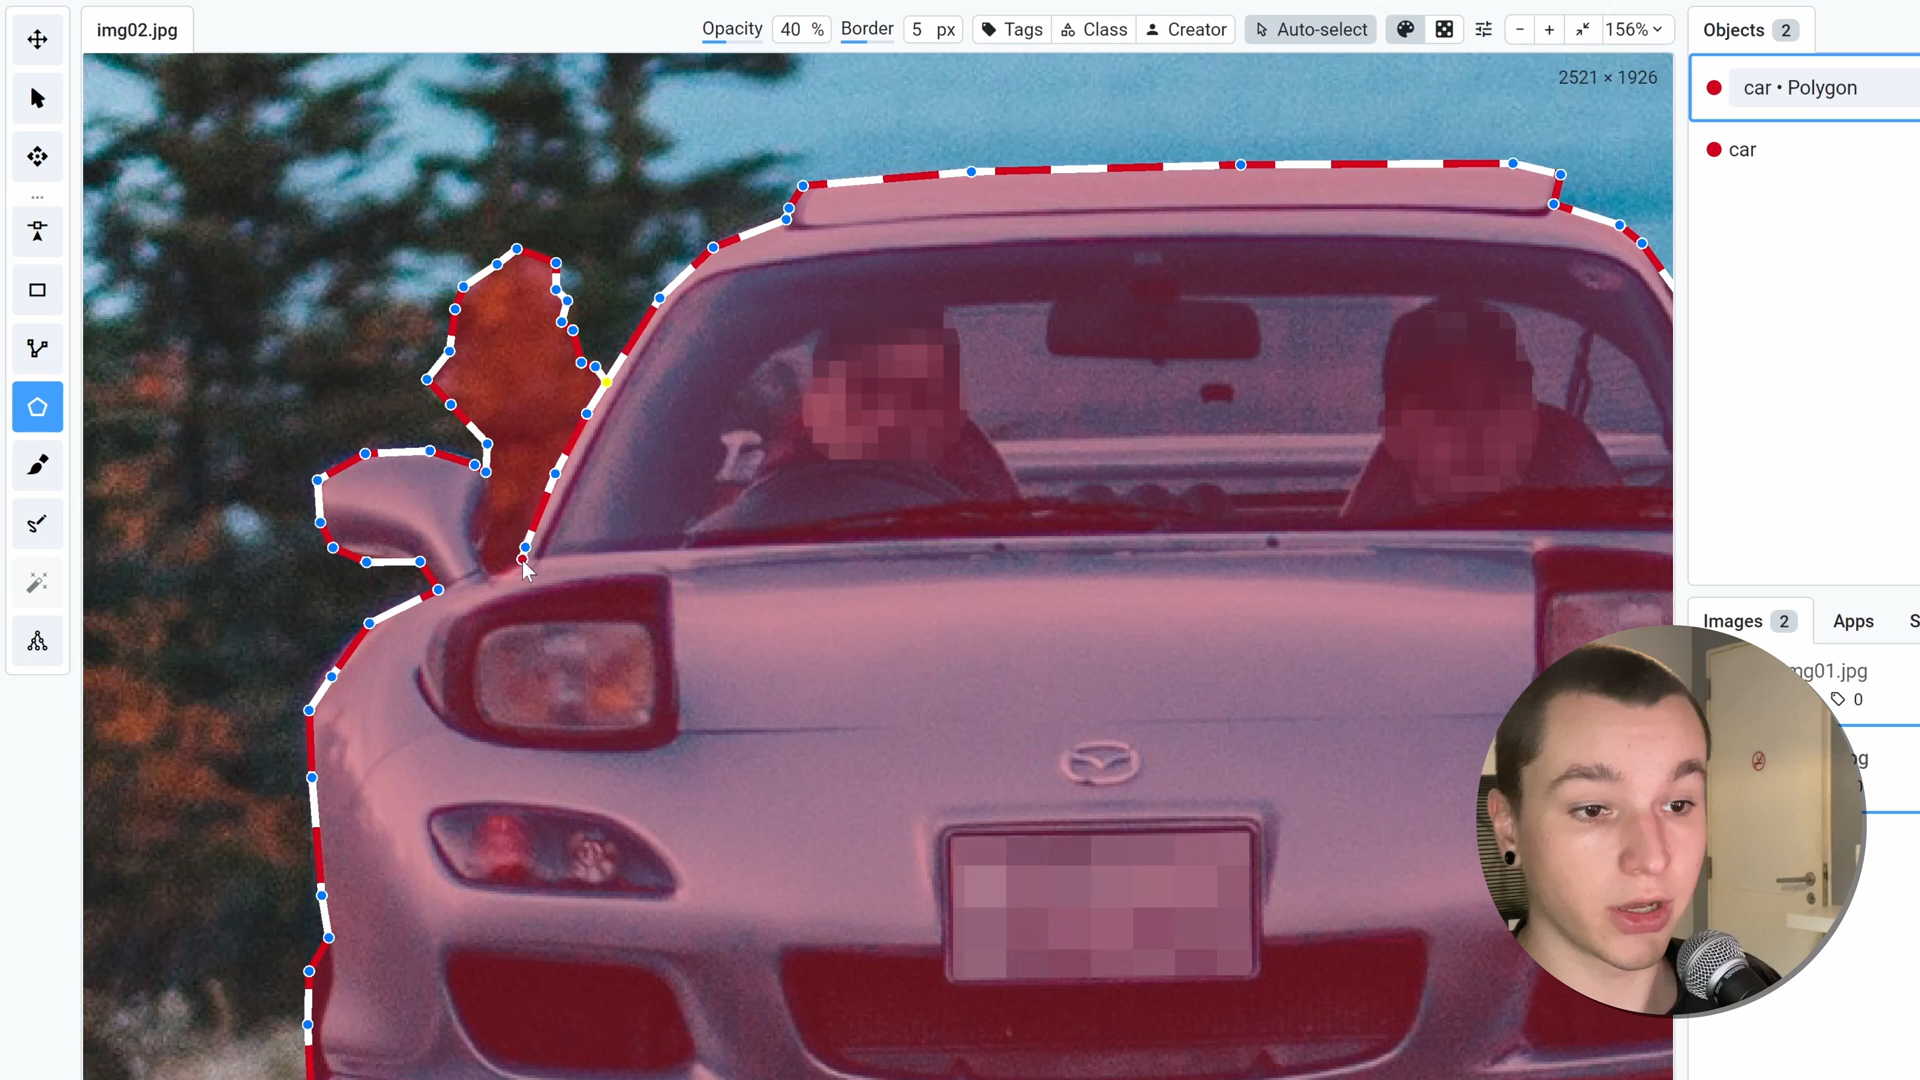 img02.jpg
Opacity 40 % Border 5 px Tags Class Creator Auto-select 156%
2521 × 1926
Objects 2
car • Polygon
car
Images 2 Apps S
mg01.jpg
0